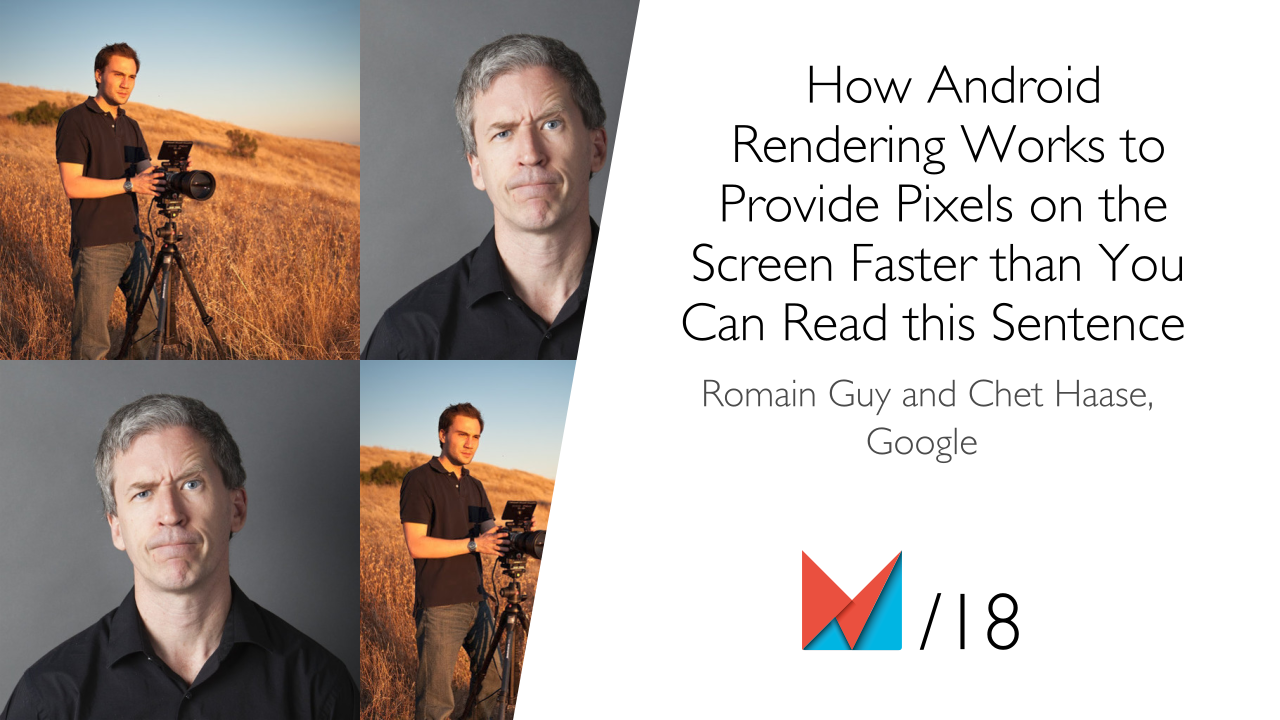 How Android
Rendering Works to
Provide Pixels on the
Screen Faster than You
Can Read this Sentence
Romain Guy and Chet Haase,
Google
/18